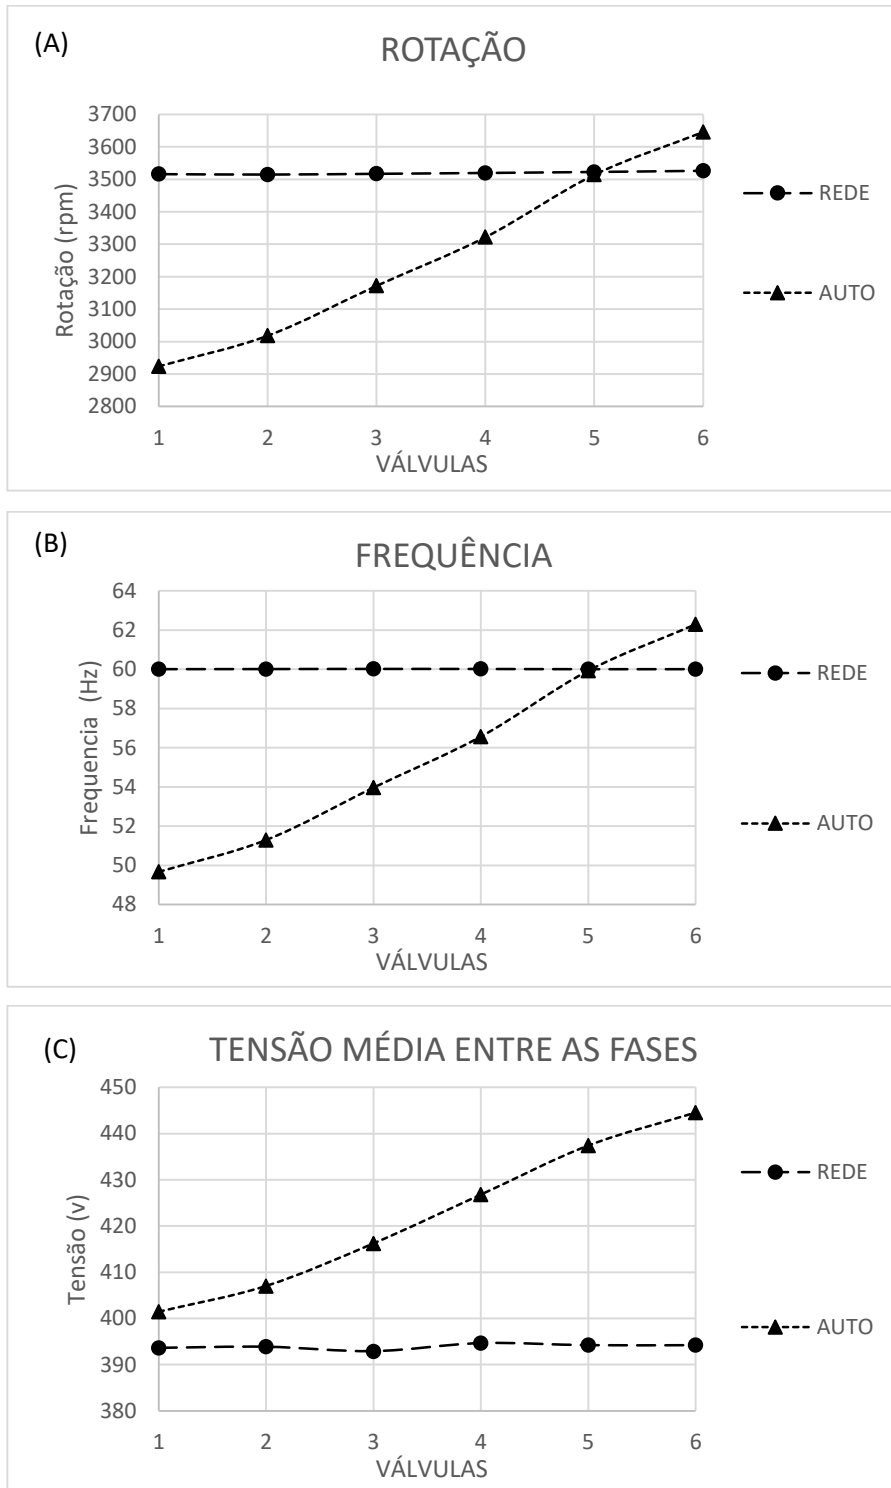 (A)
ROTAÇÃO
Rotação (rpm)
3700
3600
3500
3400
3300
3200
3100
3000
2900
2800
1 2 3 4 5 6
VÁLVULAS
REDE
AUTO
(B)
FREQUÊNCIA
Frequencia (Hz)
64
62
60
58
56
54
52
50
48
1 2 3 4 5 6
VÁLVULAS
REDE
AUTO
(C)
TENSÃO MÉDIA ENTRE AS FASES
Tensão (v)
450
440
430
420
410
400
390
380
1 2 3 4 5 6
VÁLVULAS
REDE
AUTO